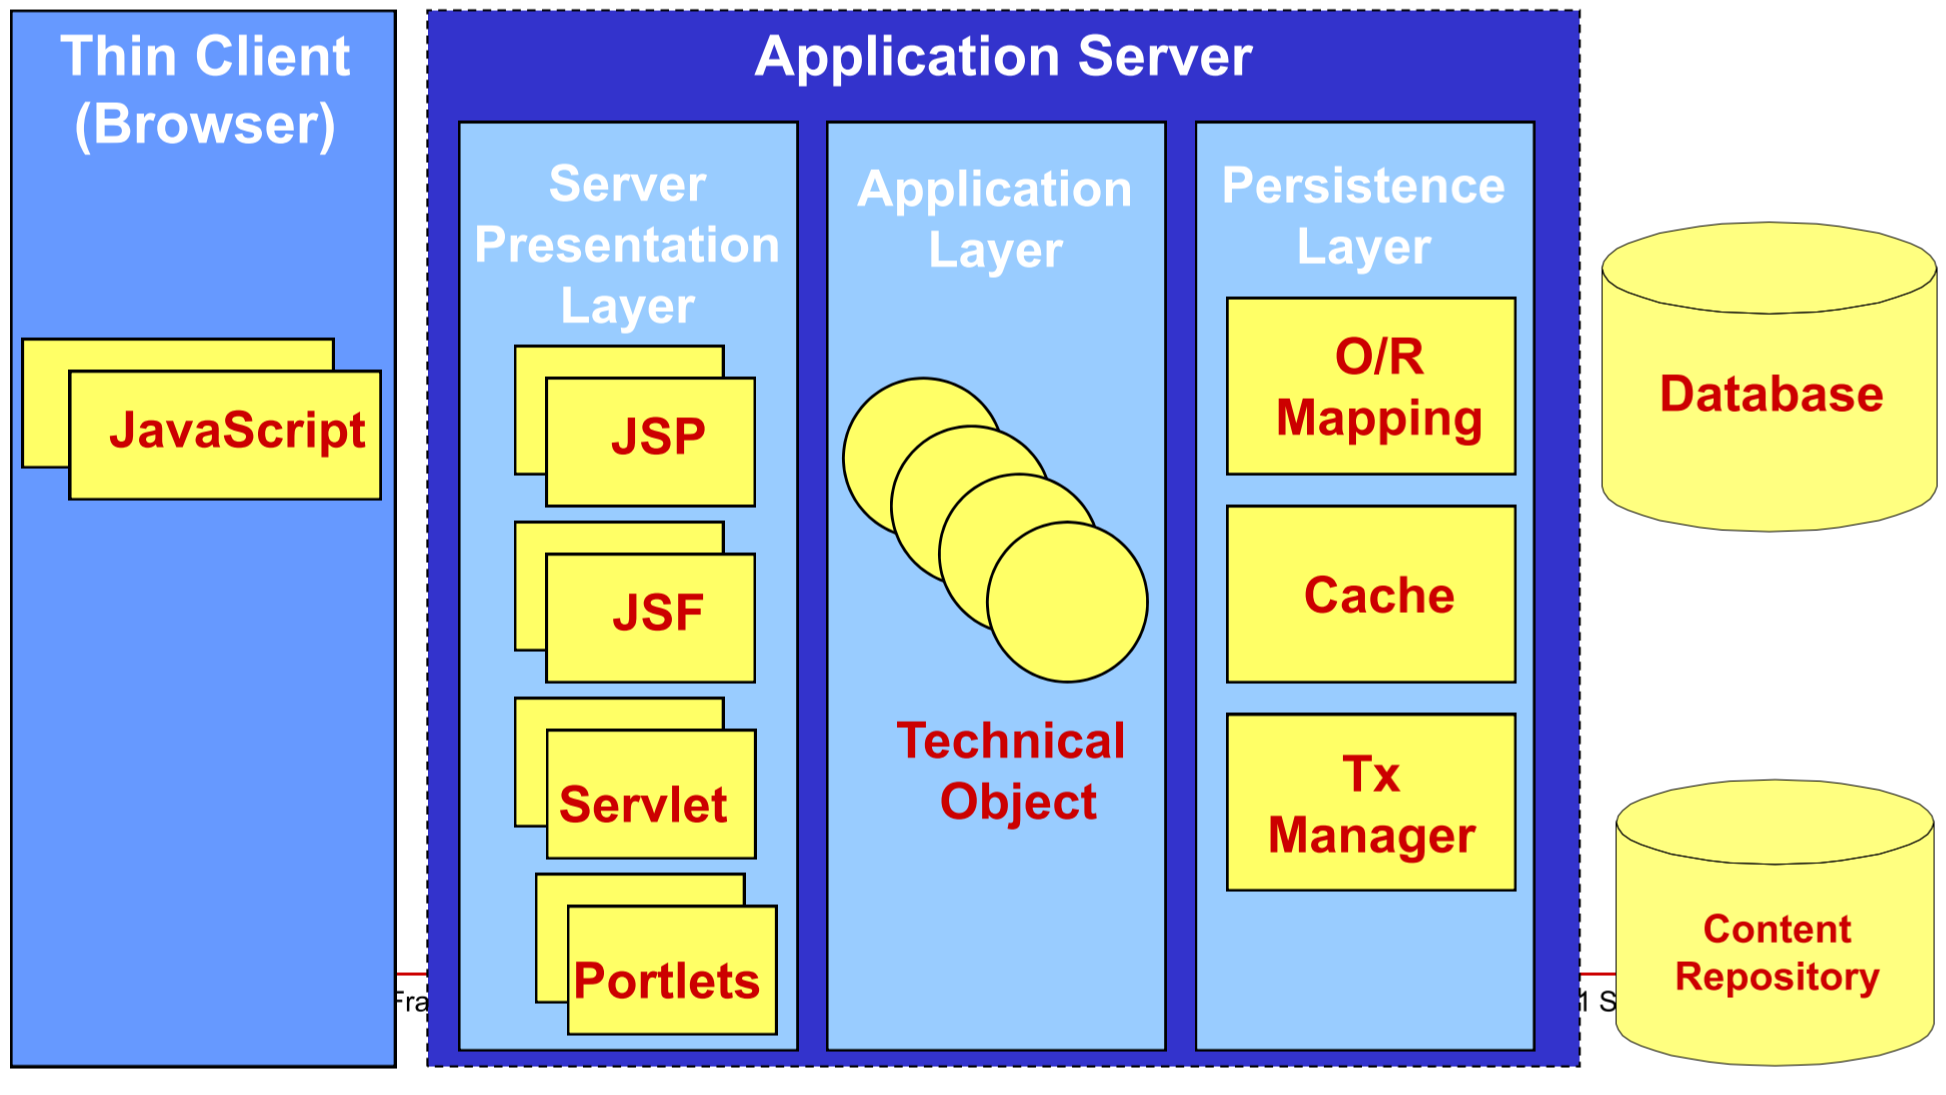 Thin Client
(Browser)
JavaScript
Application Server
Server
Presentation
Layer
JSP
JSF
Servlet
Portlets
Application
Layer
Technical
Object
Persistence
Layer
O/R
Mapping
Cache
Tx
Manager
Database
Content
Repository
Fra
1 S